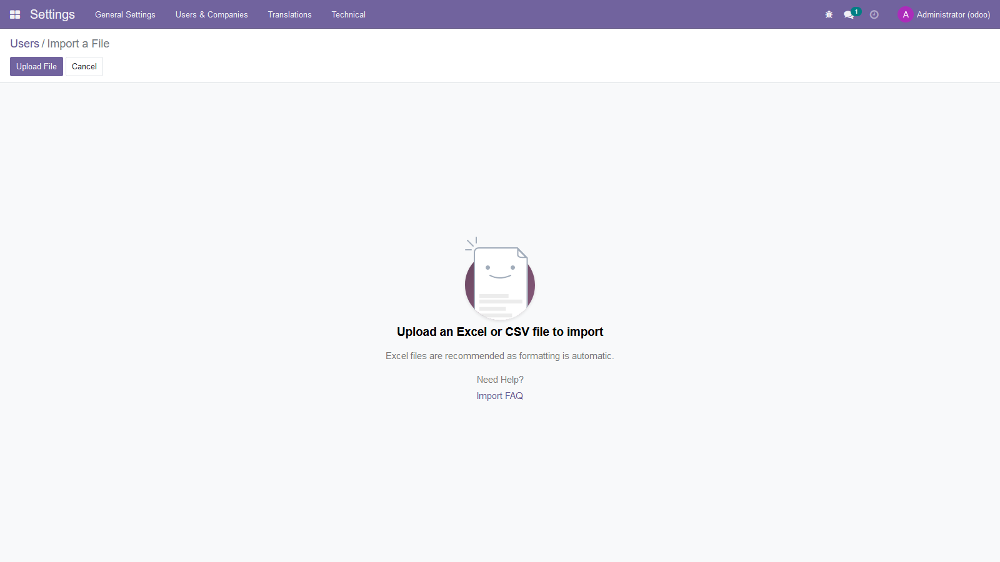 Settings General Settings Users & Companies Translations Technical 1 A Administrator (odoo)
Users / Import a File
Upload File Cancel
Upload an Excel or CSV file to import
Excel files are recommended as formatting is automatic.
Need Help?
Import FAQ